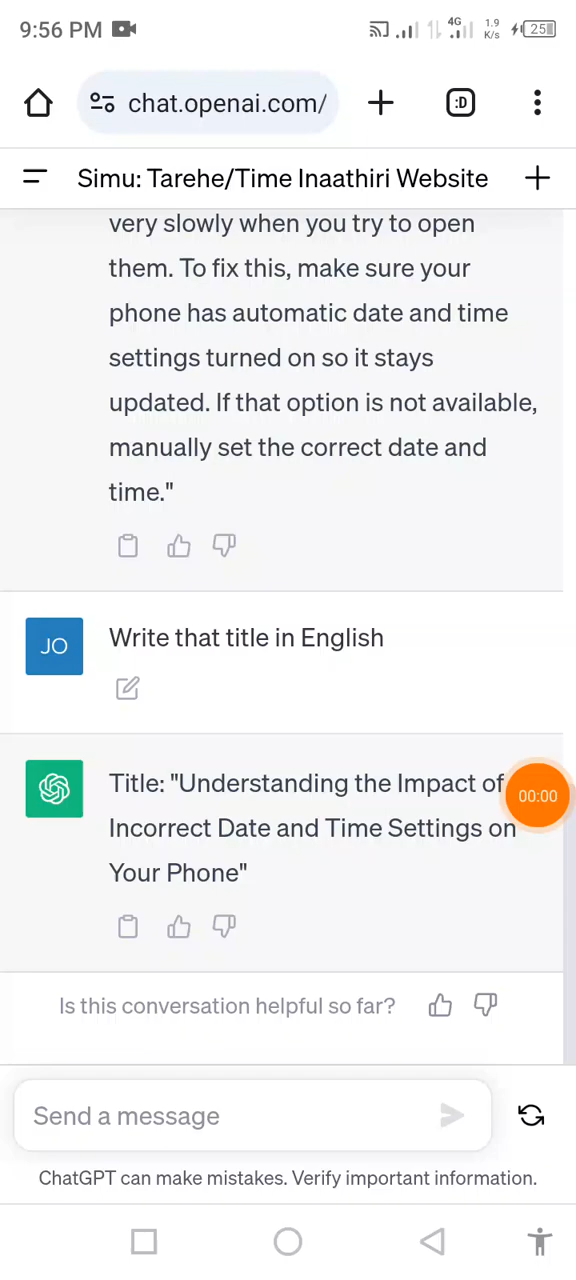 9:56 PM 4G 1.9 K/s 25
chat.openai.com/ :D
Simu: Tarehe/Time Inaathiri Website
very slowly when you try to open
them. To fix this, make sure your
phone has automatic date and time
settings turned on so it stays
updated. If that option is not available,
manually set the correct date and
time."
JO Write that title in English
Title: "Understanding the Impact of
00:00
Incorrect Date and Time Settings on
Your Phone"
Is this conversation helpful so far?
Send a message
ChatGPT can make mistakes. Verify important information.